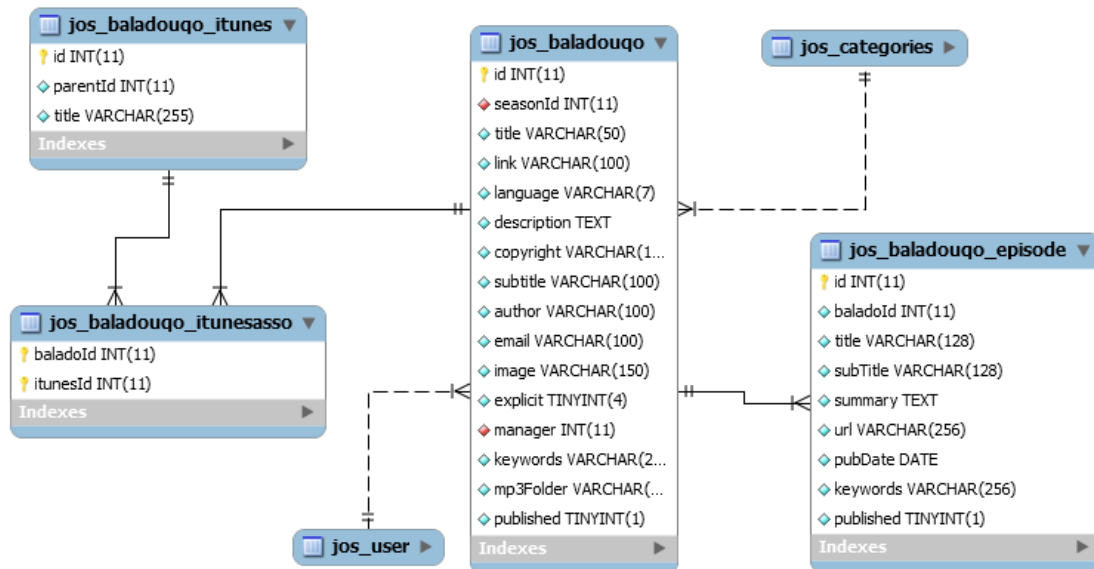 jos_baladouqo_itunes
id INT(11)
parentId INT(11)
title VARCHAR(255)
Indexes
jos_baladouqo
id INT(11)
seasonId INT(11)
title VARCHAR(50)
link VARCHAR(100)
language VARCHAR(7)
description TEXT
copyright VARCHAR(1...
subtitle VARCHAR(100)
author VARCHAR(100)
email VARCHAR(100)
image VARCHAR(150)
explicit TINYINT(4)
manager INT(11)
keywords VARCHAR(2...
mp3Folder VARCHAR(...
published TINYINT(1)
Indexes
jos_categories
jos_baladouqo_episode
id INT(11)
baladoId INT(11)
title VARCHAR(128)
subTitle VARCHAR(128)
summary TEXT
url VARCHAR(256)
pubDate DATE
keywords VARCHAR(256)
published TINYINT(1)
Indexes
jos_baladouqo_itunesasso
baladoId INT(11)
itunesId INT(11)
Indexes
jos_user